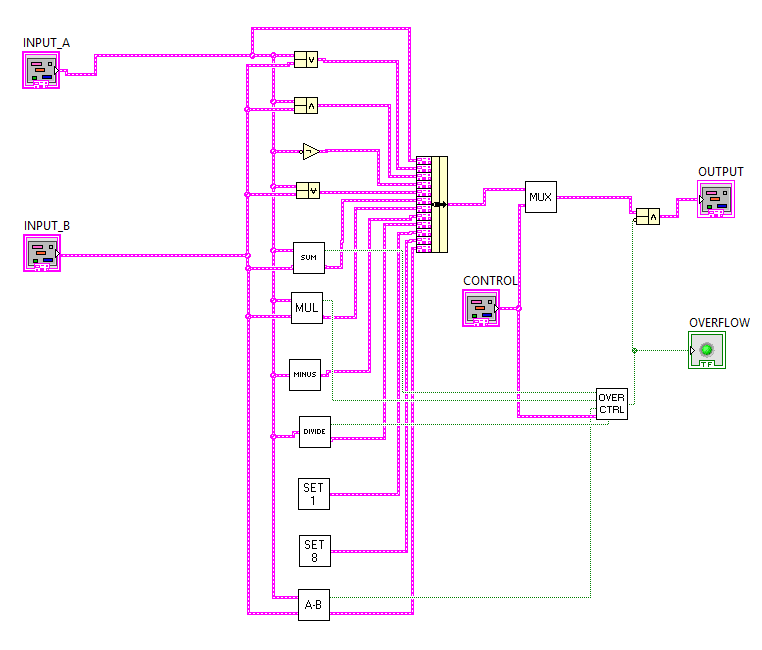 INPUT_A
V
Λ
OUTPUT
MUX
Λ
V
INPUT_B
SUM
CONTROL
MUL
OVERFLOW
TF
MINUS
OVER
CTRL
DIVIDE
SET
1
SET
8
A-B